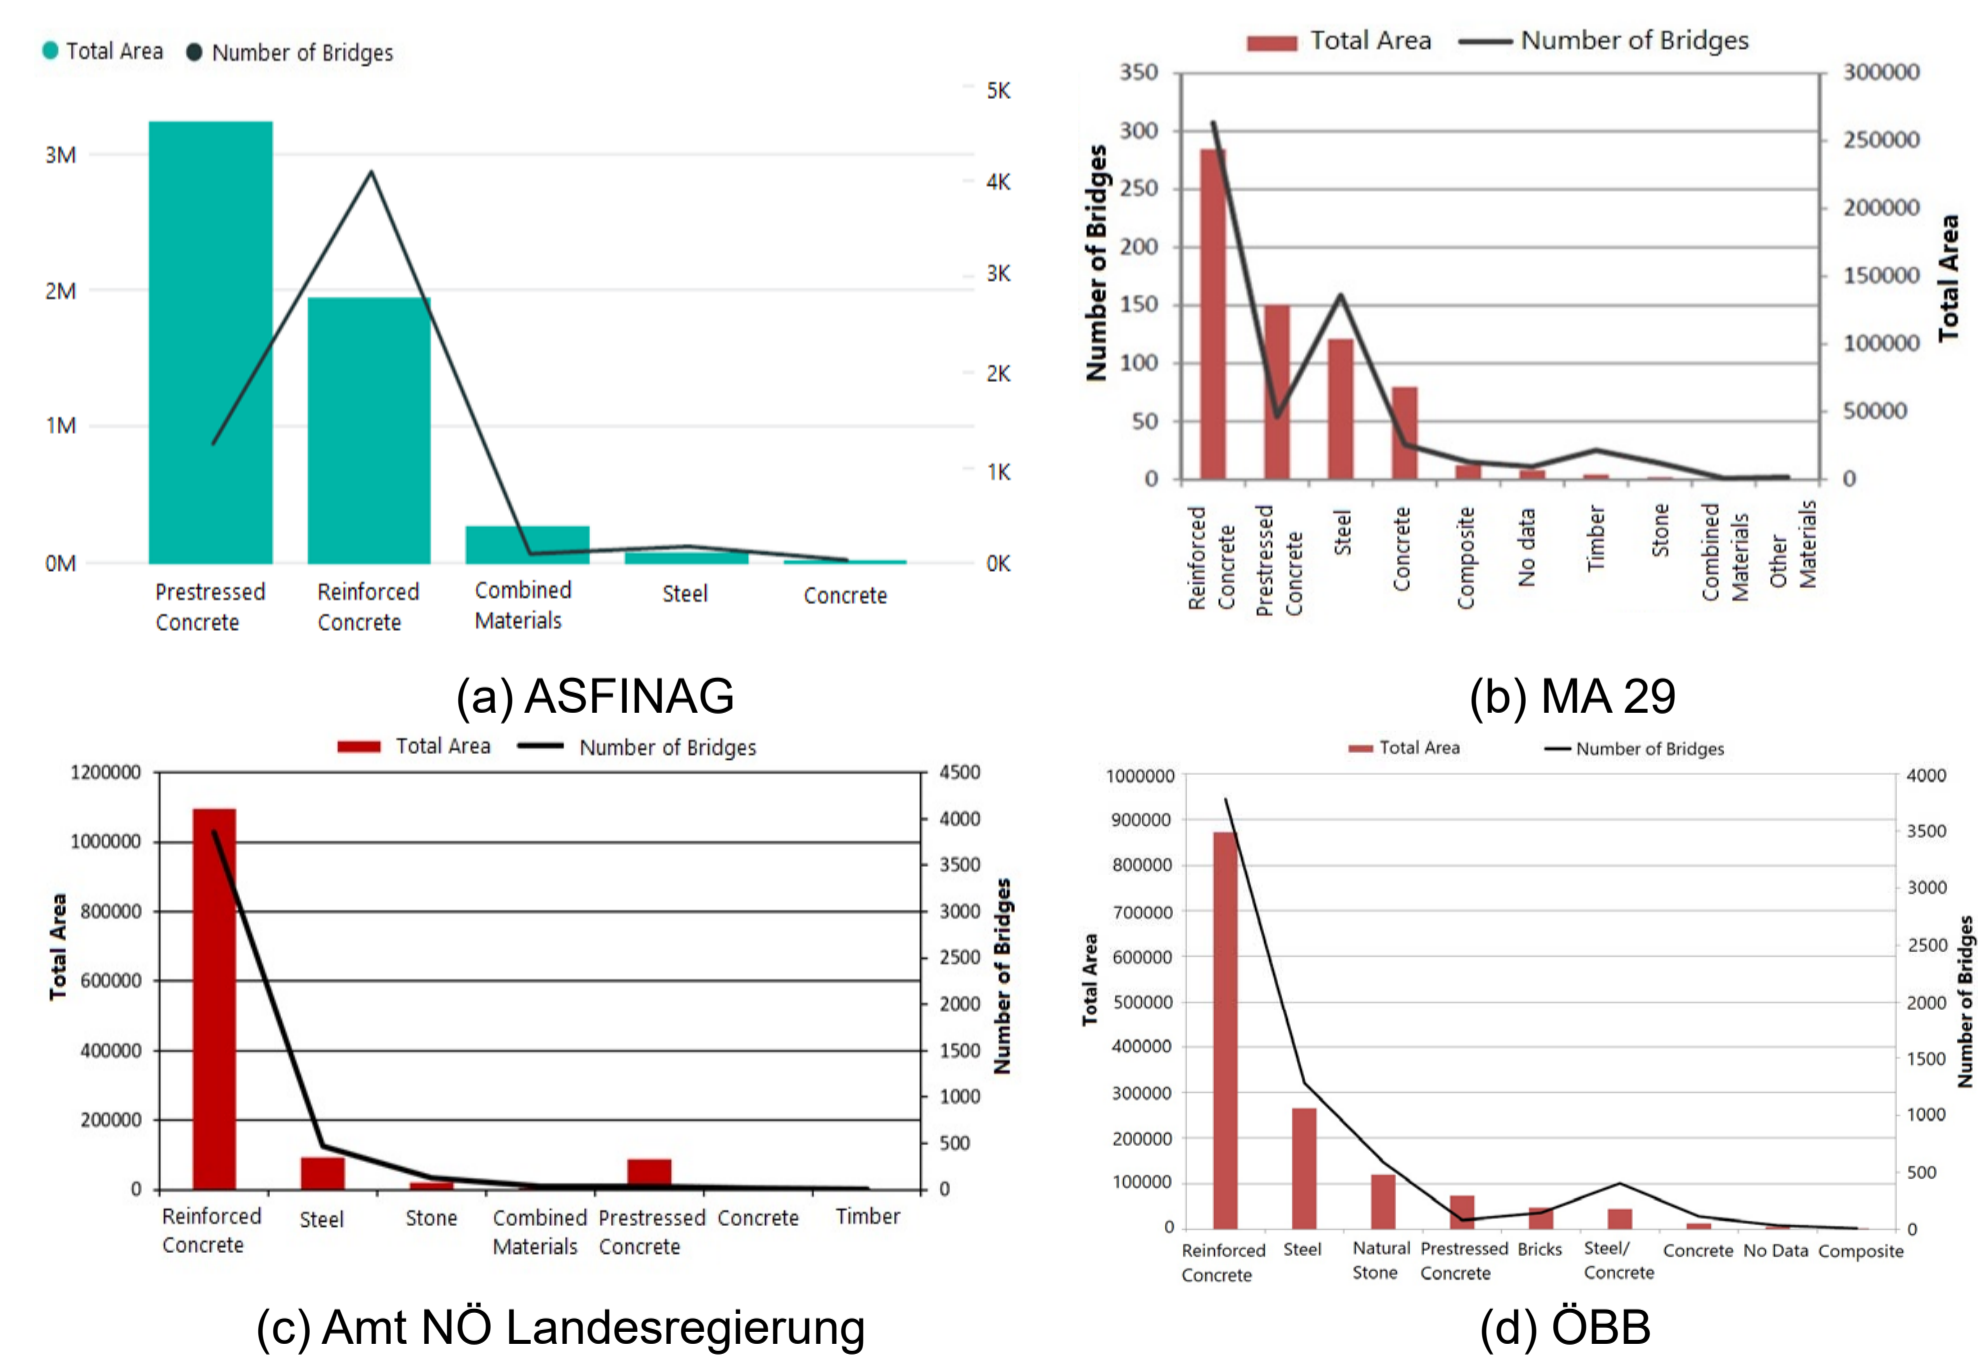 Total Area Number of Bridges
5K
4K
3K
2K
1K
0K
3M
2M
1M
0M
Prestressed Concrete
Reinforced Concrete
Combined Materials
Steel
Concrete
(a) ASFINAG
Total Area Number of Bridges
Number of Bridges
350
300
250
200
150
100
50
0
300000
250000
200000
150000
100000
50000
0
Total Area
Reinforced Concrete
Prestressed Concrete
Steel
Concrete
Composite
No data
Timber
Stone
Combined Materials
Other Materials
(b) MA 29
Total Area Number of Bridges
Total Area
1200000
1000000
800000
600000
400000
200000
0
4500
4000
3500
3000
2500
2000
1500
1000
500
0
Number of Bridges
Reinforced Concrete
Steel
Stone
Combined Materials
Prestressed Concrete
Concrete
Timber
(c) Amt NÖ Landesregierung
Total Area Number of Bridges
Total Area
1000000
900000
800000
700000
600000
500000
400000
300000
200000
100000
0
4000
3500
3000
2500
2000
1500
1000
500
0
Number of Bridges
Reinforced Concrete
Steel
Natural Stone
Prestressed Concrete
Bricks
Steel/ Concrete
Concrete
No Data
Composite
(d) ÖBB